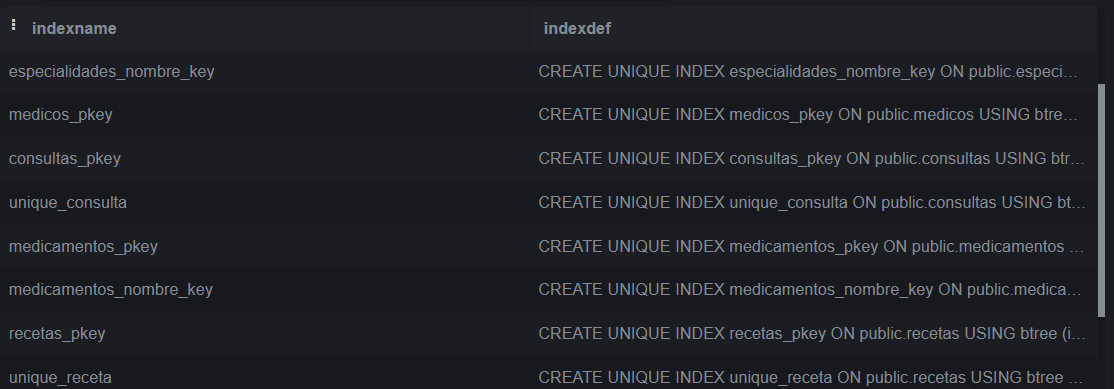 indexname indexdef
especialidades_nombre_key CREATE UNIQUE INDEX especialidades_nombre_key ON public.especi…
medicos_pkey CREATE UNIQUE INDEX medicos_pkey ON public.medicos USING btre…
consultas_pkey CREATE UNIQUE INDEX consultas_pkey ON public.consultas USING btr…
unique_consulta CREATE UNIQUE INDEX unique_consulta ON public.consultas USING bt…
medicamentos_pkey CREATE UNIQUE INDEX medicamentos_pkey ON public.medicamentos …
medicamentos_nombre_key CREATE UNIQUE INDEX medicamentos_nombre_key ON public.medica…
recetas_pkey CREATE UNIQUE INDEX recetas_pkey ON public.recetas USING btree (i…
unique_receta CREATE UNIQUE INDEX unique_receta ON public.recetas USING btree …